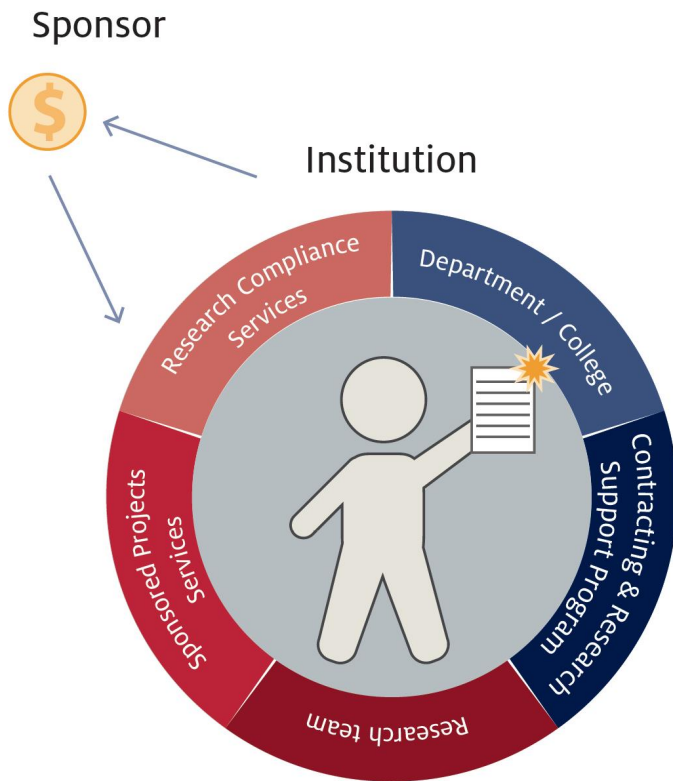 Sponsor
$
Institution
Research Compliance
Services
Department / College
Contracting & Research
Support Program
Research team
Sponsored Projects
Services